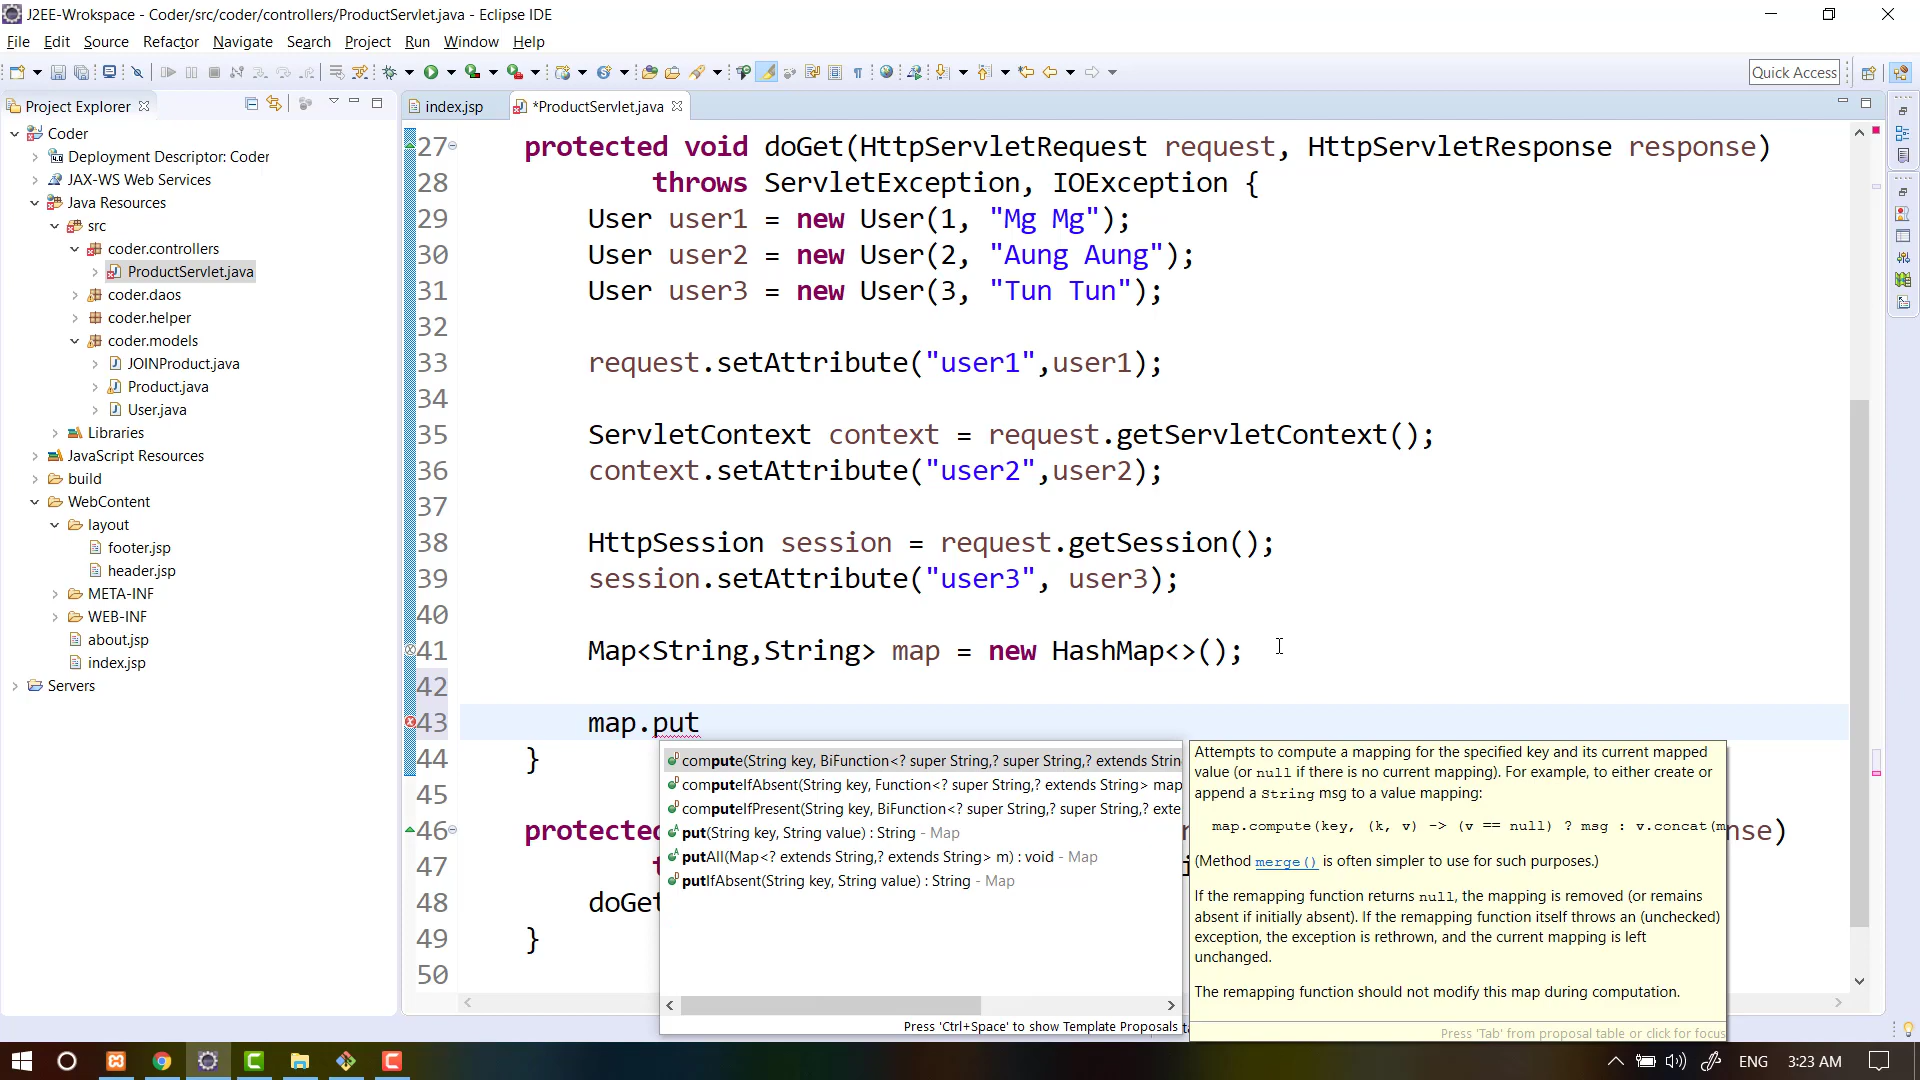 J2EE-Wrokspace - Coder/src/coder/controllers/ProductServlet.java - Eclipse IDE
File Edit Source Refactor Navigate Search Project Run Window Help
Quick Access
Project Explorer
index.jsp
*ProductServlet.java
Coder
Deployment Descriptor: Coder
JAX-WS Web Services
Java Resources
src
coder.controllers
ProductServlet.java
coder.daos
coder.helper
coder.models
JOINProduct.java
Product.java
User.java
Libraries
JavaScript Resources
build
WebContent
layout
footer.jsp
header.jsp
META-INF
WEB-INF
about.jsp
index.jsp
Servers
27 protected void doGet(HttpServletRequest request, HttpServletResponse response)
28 throws ServletException, IOException {
29 User user1 = new User(1, "Mg Mg");
30 User user2 = new User(2, "Aung Aung");
31 User user3 = new User(3, "Tun Tun");
32
33 request.setAttribute("user1",user1);
34
35 ServletContext context = request.getServletContext();
36 context.setAttribute("user2",user2);
37
38 HttpSession session = request.getSession();
39 session.setAttribute("user3", user3);
40
41 Map<String,String> map = new HashMap<>();
42
43 map.put
44 }
45
46 protected nse)
47 t
48 doGet
49 }
50
compute(String key, BiFunction<? super String,? super String,? extends Strin
computeIfAbsent(String key, Function<? super String,? extends String> map
computeIfPresent(String key, BiFunction<? super String,? super String,? exte
put(String key, String value) : String - Map
putAll(Map<? extends String,? extends String> m) : void - Map
putIfAbsent(String key, String value) : String - Map
Press 'Ctrl+Space' to show Template Proposals
Attempts to compute a mapping for the specified key and its current mapped
value (or null if there is no current mapping). For example, to either create or
append a String msg to a value mapping:
map.compute(key, (k, v) -> (v == null) ? msg : v.concat(m
(Method merge() is often simpler to use for such purposes.)
If the remapping function returns null, the mapping is removed (or remains
absent if initially absent). If the remapping function itself throws an (unchecked)
exception, the exception is rethrown, and the current mapping is left
unchanged.
The remapping function should not modify this map during computation.
Press 'Tab' from proposal table or click for focus
ENG 3:23 AM